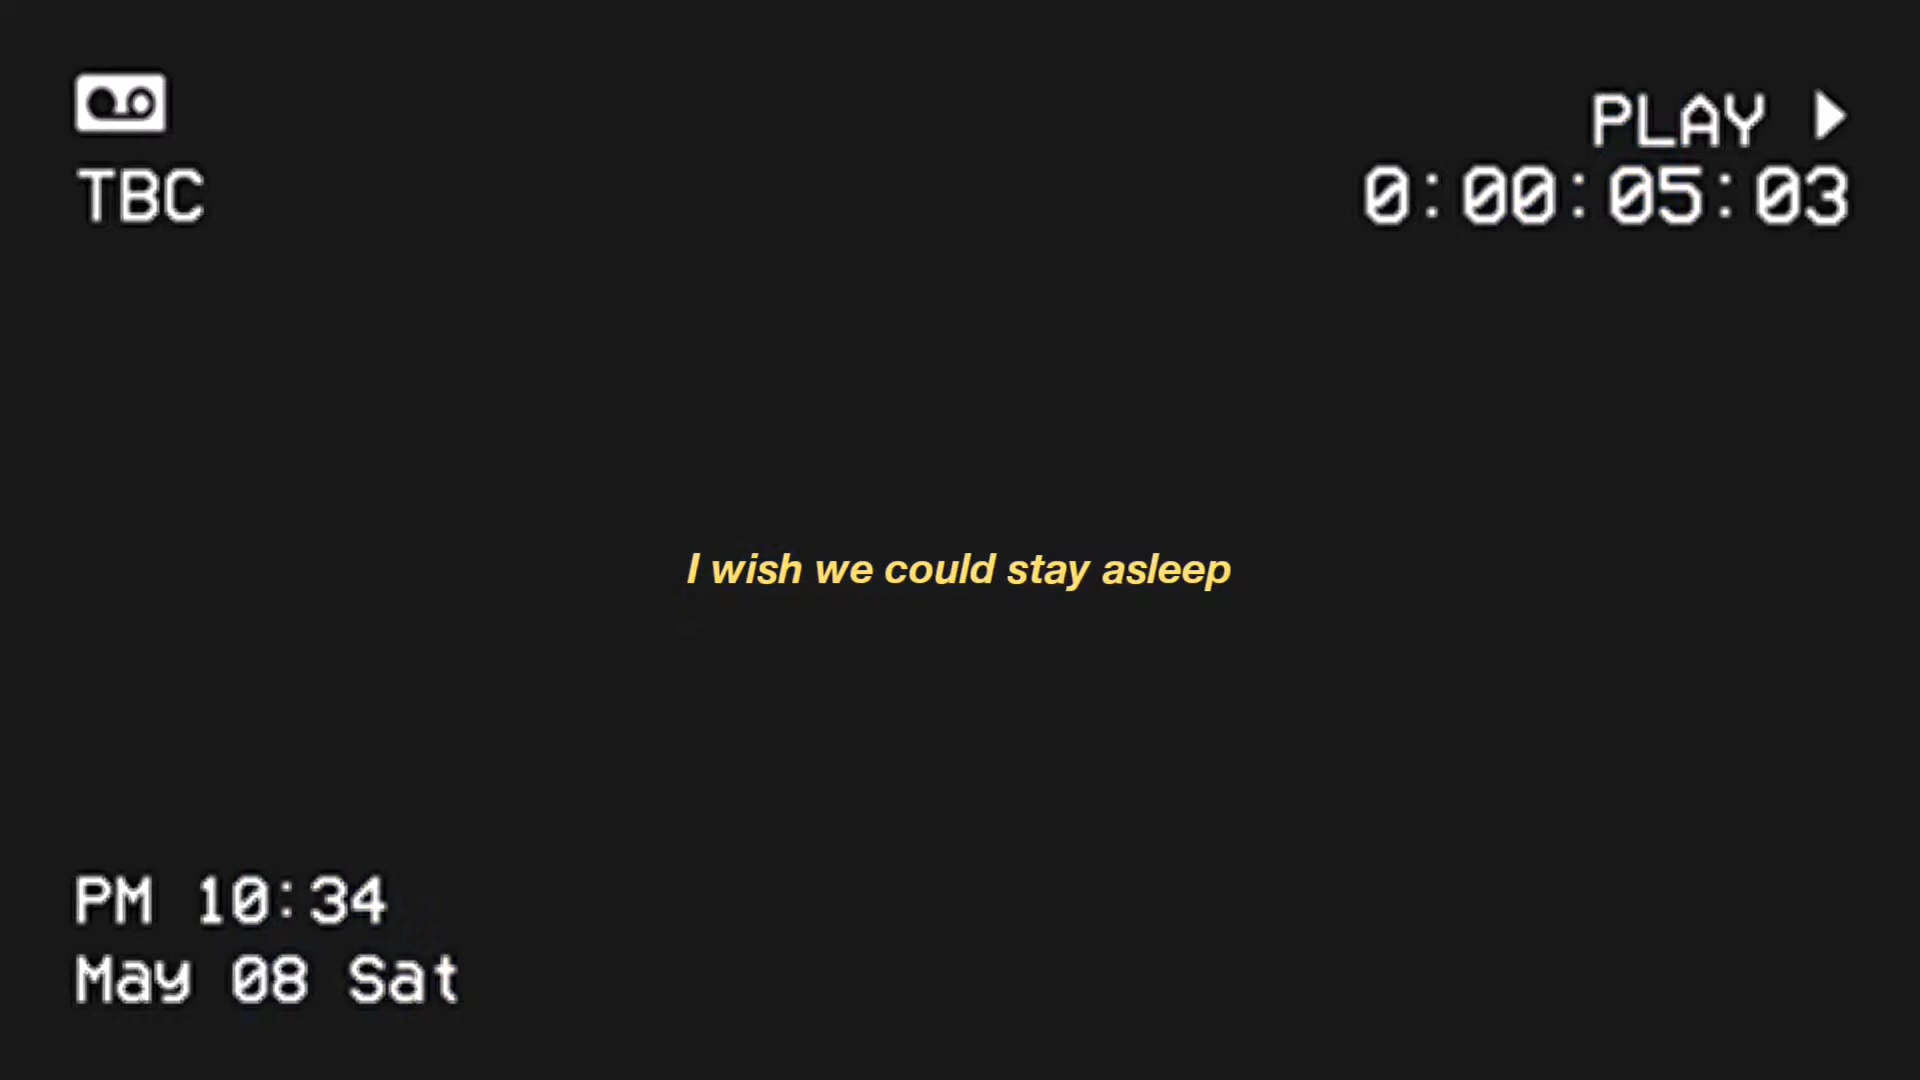 TBC
PLAY
0:00:05:03
I wish we could stay asleep
PM 10:34
May 08 Sat